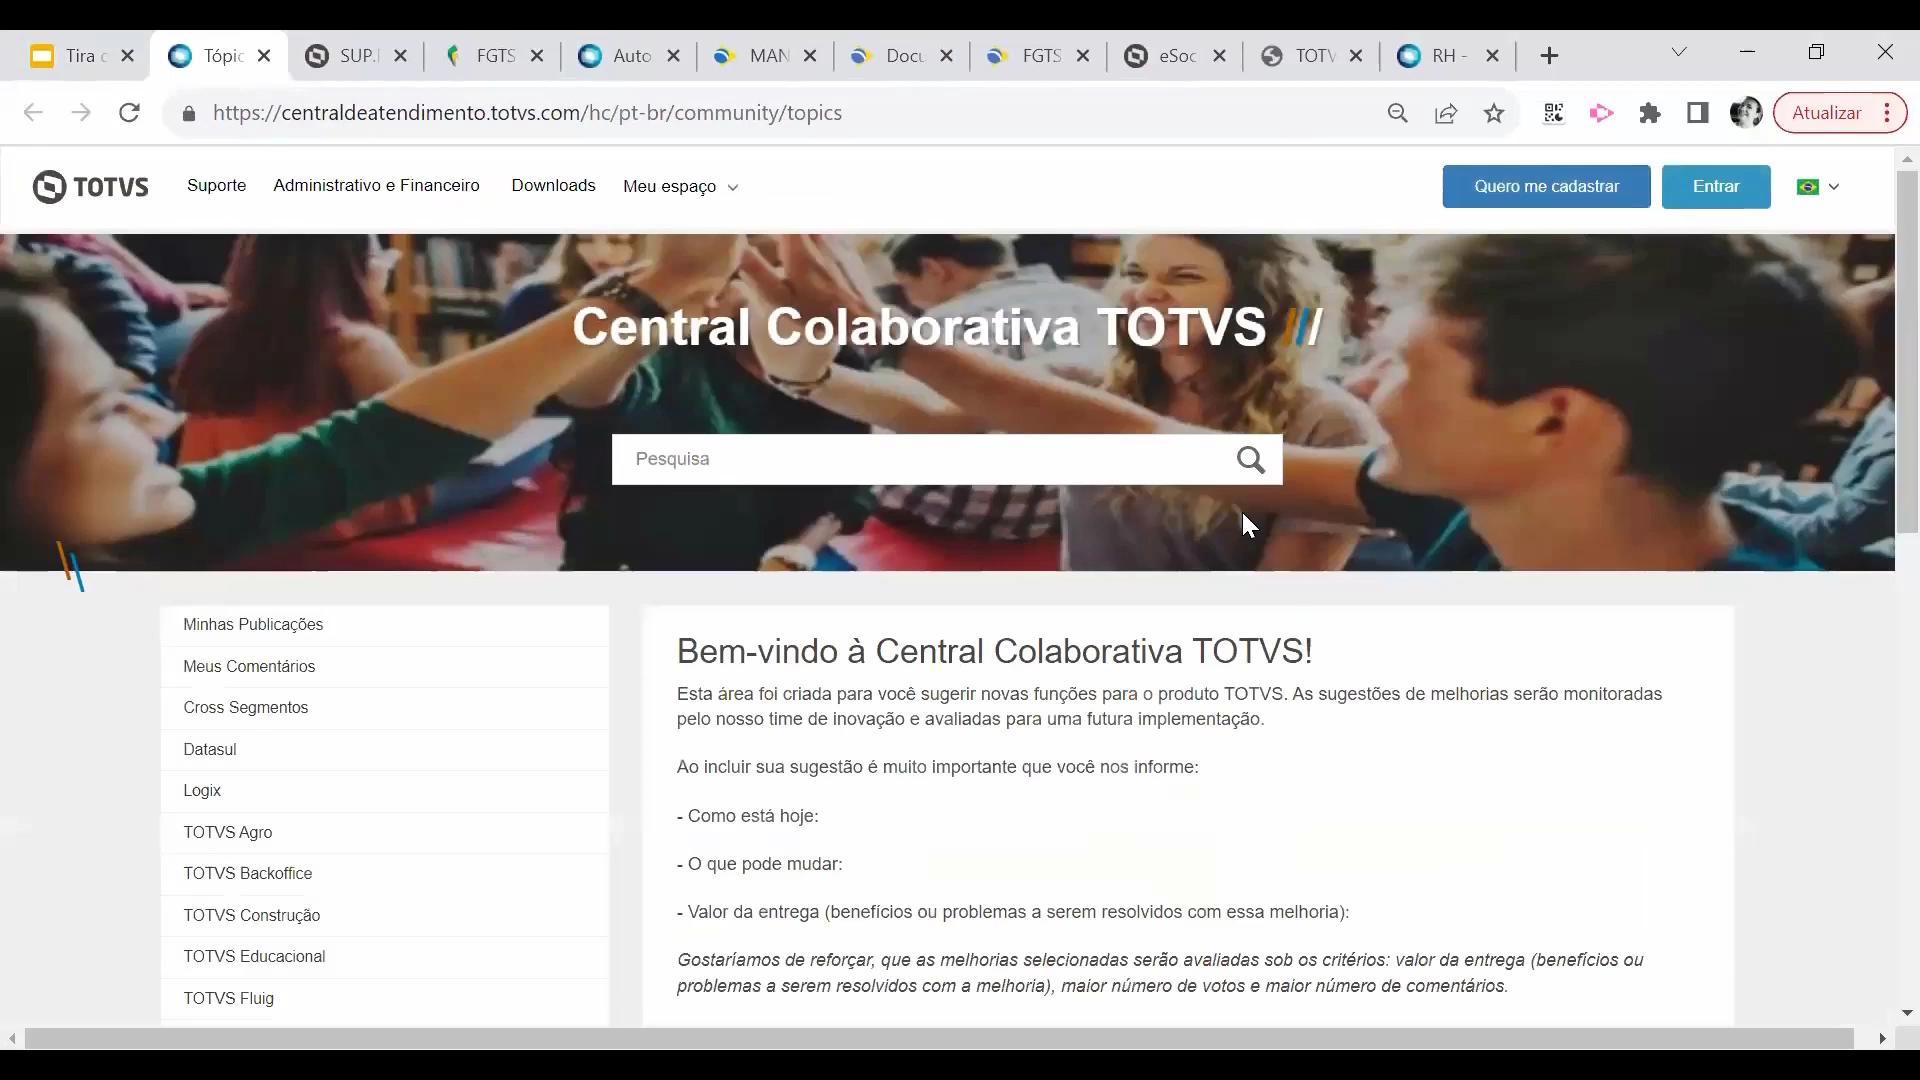 Tira
Tópic
SUP.
FGTS
Auto
MAN
Docu
FGTS
eSoc
TOTV
RH -
https://centraldeatendimento.totvs.com/hc/pt-br/community/topics
Atualizar
TOTVS
Suporte
Administrativo e Financeiro
Downloads
Meu espaço
Quero me cadastrar
Entrar
Central Colaborativa TOTVS ///
Pesquisa
Minhas Publicações
Meus Comentários
Cross Segmentos
Datasul
Logix
TOTVS Agro
TOTVS Backoffice
TOTVS Construção
TOTVS Educacional
TOTVS Fluig
Bem-vindo à Central Colaborativa TOTVS!
Esta área foi criada para você sugerir novas funções para o produto TOTVS. As sugestões de melhorias serão monitoradas
pelo nosso time de inovação e avaliadas para uma futura implementação.
Ao incluir sua sugestão é muito importante que você nos informe:
- Como está hoje:
- O que pode mudar:
- Valor da entrega (benefícios ou problemas a serem resolvidos com essa melhoria):
Gostaríamos de reforçar, que as melhorias selecionadas serão avaliadas sob os critérios: valor da entrega (benefícios ou
problemas a serem resolvidos com a melhoria), maior número de votos e maior número de comentários.